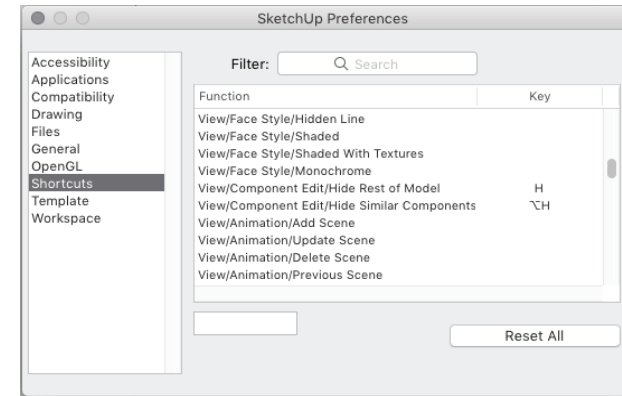 SketchUp Preferences
Accessibility
Applications
Compatibility
Drawing
Files
General
OpenGL
Shortcuts
Template
Workspace
Filter: Search
Function Key
View/Face Style/Hidden Line
View/Face Style/Shaded
View/Face Style/Shaded With Textures
View/Face Style/Monochrome
View/Component Edit/Hide Rest of Model H
View/Component Edit/Hide Similar Components ⌥H
View/Animation/Add Scene
View/Animation/Update Scene
View/Animation/Delete Scene
View/Animation/Previous Scene
Reset All